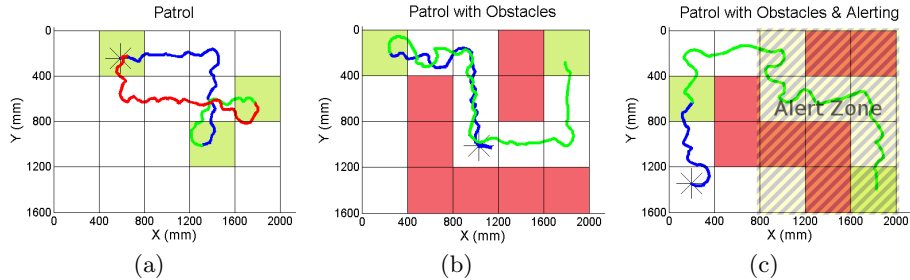 Patrol
Patrol with Obstacles
Patrol with Obstacles & Alerting
0
400
800
1200
1600
Y (mm)
0 400 800 1200 1600 2000
X (mm)
0
400
800
1200
1600
Y (mm)
0 400 800 1200 1600 2000
X (mm)
0
400
800
1200
1600
Y (mm)
Alert Zone
0 400 800 1200 1600 2000
X (mm)
(a)
(b)
(c)